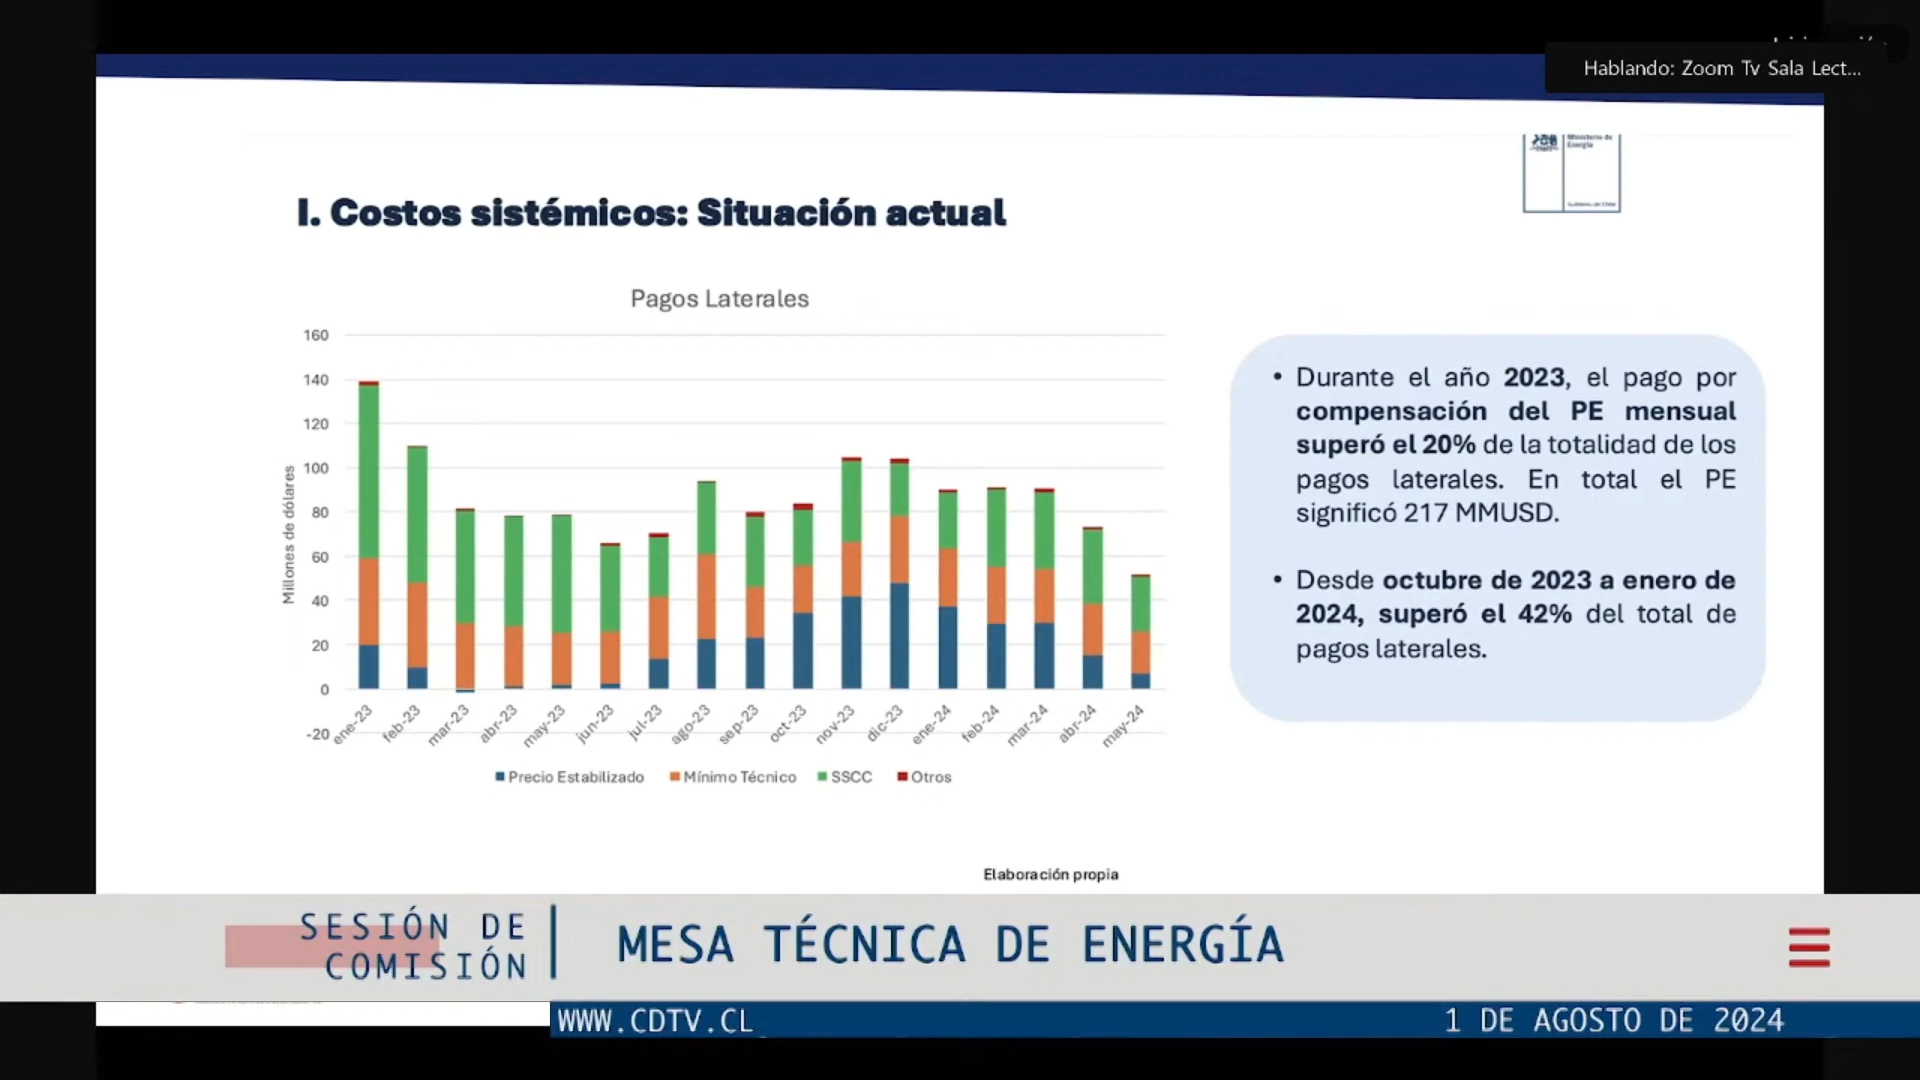 Hablando: Zoom Tv Sala Lect...
Ministerio de
Energía
Gobierno de Chile
I. Costos sistémicos: Situación actual
Pagos Laterales
160
140
120
100
80
60
40
20
0
-20
Millones de dólares
ene-23
feb-23
mar-23
abr-23
may-23
jun-23
jul-23
ago-23
sep-23
oct-23
nov-23
dic-23
ene-24
feb-24
mar-24
abr-24
may-24
Precio Estabilizado
Mínimo Técnico
SSCC
Otros
• Durante el año 2023, el pago por
compensación del PE mensual
superó el 20% de la totalidad de los
pagos laterales. En total el PE
significó 217 MMUSD.
• Desde octubre de 2023 a enero de
2024, superó el 42% del total de
pagos laterales.
Elaboración propia
SESIÓN DE
COMISIÓN
MESA TÉCNICA DE ENERGÍA
WWW.CDTV.CL
1 DE AGOSTO DE 2024